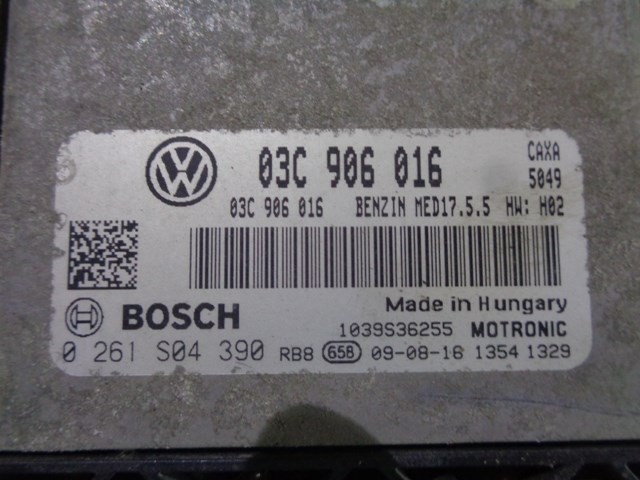 03C 906 016 CAXA
5049
03C 906 016 BENZIN MED17.5.5 HW: H02
Made in Hungary
BOSCH 1039S36255 MOTRONIC
0 261 S04 390 RB8 658 09-08-16 1354 1329